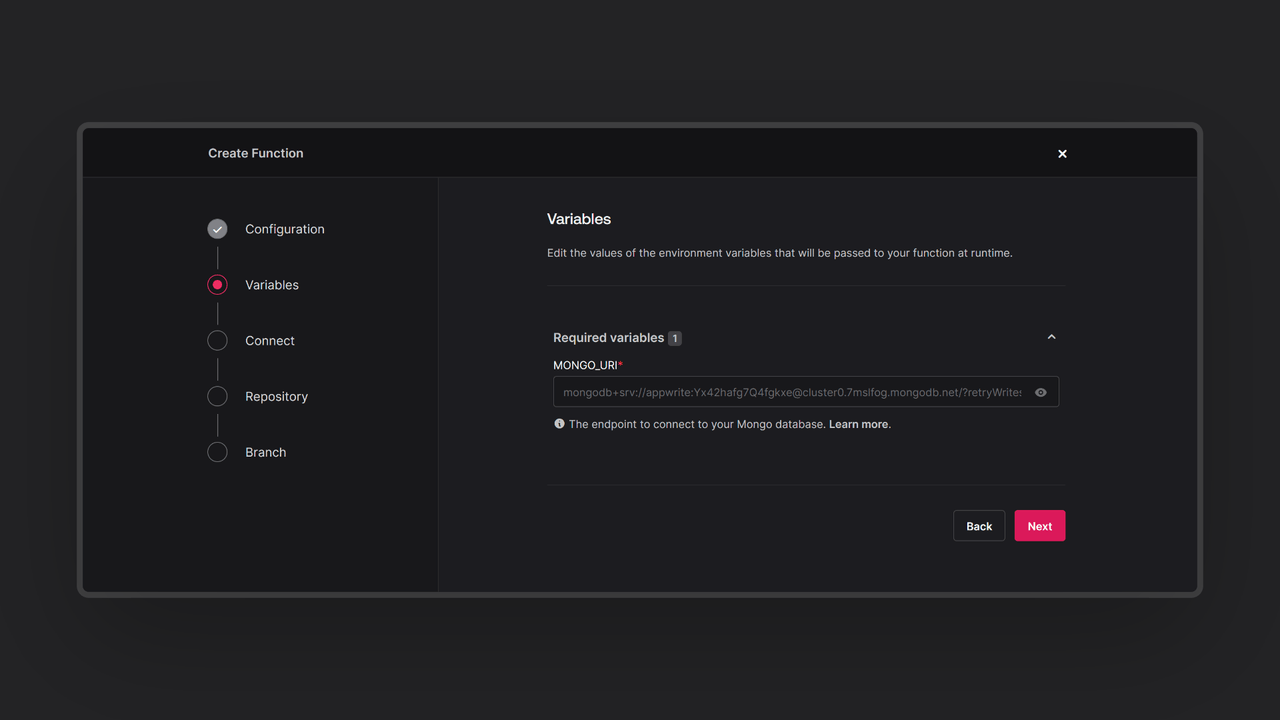 Create Function
Configuration
Variables
Connect
Repository
Branch
Variables
Edit the values of the environment variables that will be passed to your function at runtime.
Required variables 1
MONGO_URI*
mongodb+srv://appwrite:Yx42hafg7Q4fgkxe@cluster0.7mslfog.mongodb.net/?retryWrites
The endpoint to connect to your Mongo database. Learn more.
Back
Next